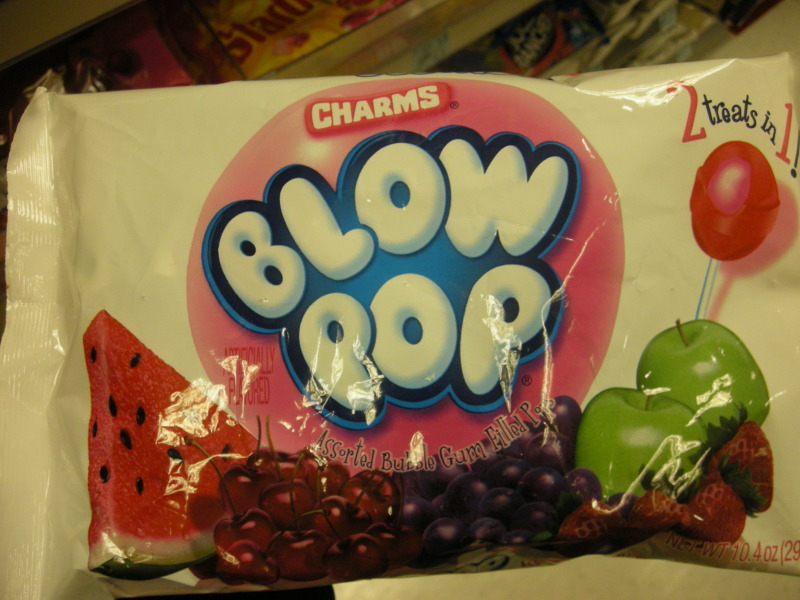 CHARMS®
BLOW
POP®
2 treats in 1!
ARTIFICIALLY
FLAVORED
Assorted Bubble Gum Filled Pops
NET WT 10.4 oz (29